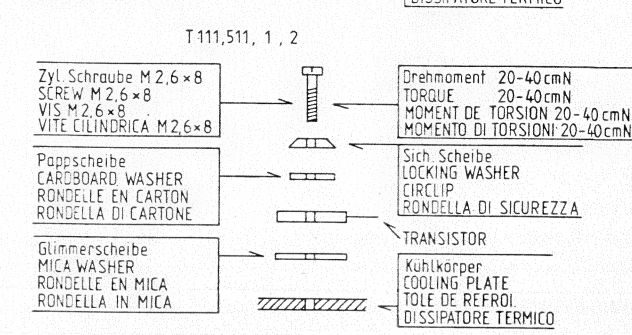 DISSIPATORE TERMICO
T111,511, 1 , 2
Zyl. Schraube M 2,6×8
SCREW M 2,6×8
VIS M 2,6×8
VITE CILINDRICA M 2,6×8
Drehmoment 20-40 cmN
TORQUE 20-40 cmN
MOMENT DE TORSION 20-40 cmN
MOMENTO DI TORSIONI 20-40 cmN
Pappscheibe
CARDBOARD WASHER
RONDELLE EN CARTON
RONDELLA DI CARTONE
Sich. Scheibe
LOCKING WASHER
CIRCLIP
RONDELLA DI SICUREZZA
TRANSISTOR
Glimmerscheibe
MICA WASHER
RONDELLE EN MICA
RONDELLA IN MICA
Kühlkörper
COOLING PLATE
TOLE DE REFROI.
DISSIPATORE TERMICO